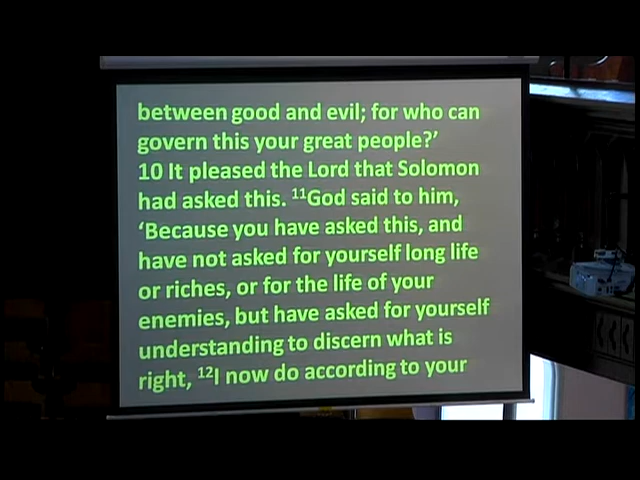 between good and evil; for who can
govern this your great people?’
10 It pleased the Lord that Solomon
had asked this. ¹¹God said to him,
‘Because you have asked this, and
have not asked for yourself long life
or riches, or for the life of your
enemies, but have asked for yourself
understanding to discern what is
right, ¹²I now do according to your